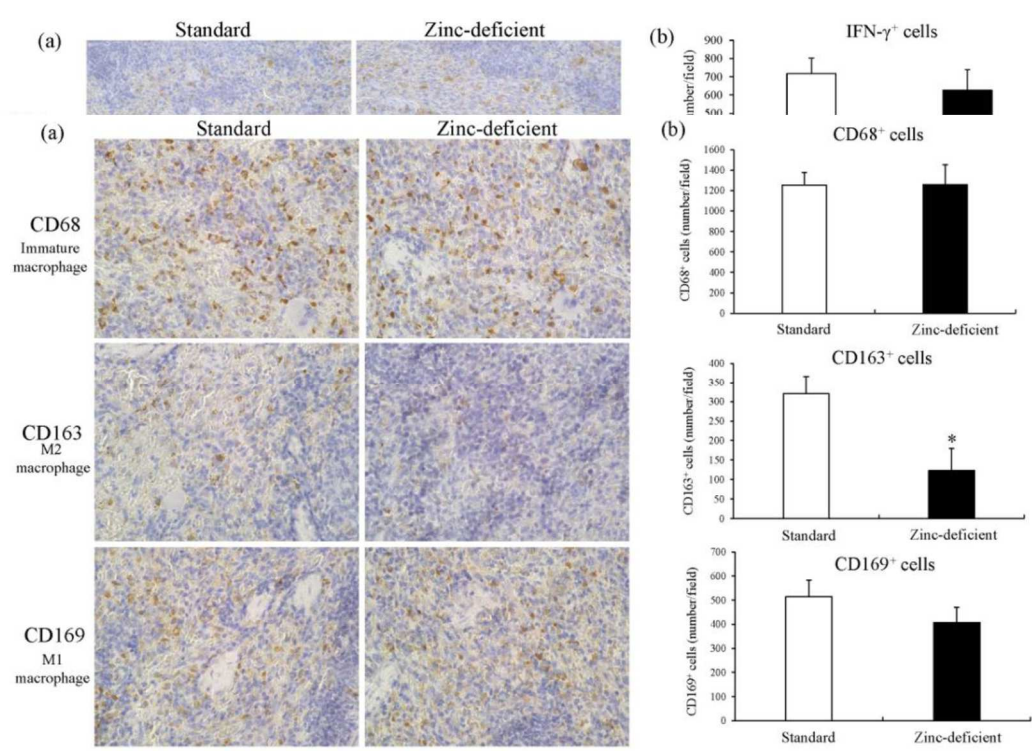 (a)
Standard
Zinc-deficient
(b)
IFN-γ⁺ cells
900
800
700
600
500
(a)
Standard
Zinc-deficient
CD68
Immature
macrophage
CD163
M2
macrophage
CD169
M1
macrophage
(b)
CD68⁺ cells
CD68⁺ cells (number/field)
1600
1400
1200
1000
800
600
400
200
0
Standard
Zinc-deficient
CD163⁺ cells
CD163⁺ cells (number/field)
400
350
300
250
200
150
100
50
0
*
Standard
Zinc-deficient
CD169⁺ cells
CD169⁺ cells (number/field)
700
600
500
400
300
200
100
0
Standard
Zinc-deficient